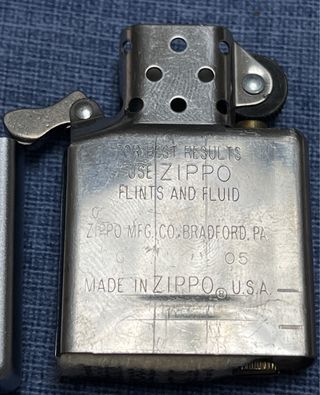 FOR BEST RESULTS
USE ZIPPO
FLINTS AND FLUID
G
ZIPPO MFG. CO. BRADFORD, PA.
G 05
MADE IN ZIPPO® U.S.A.